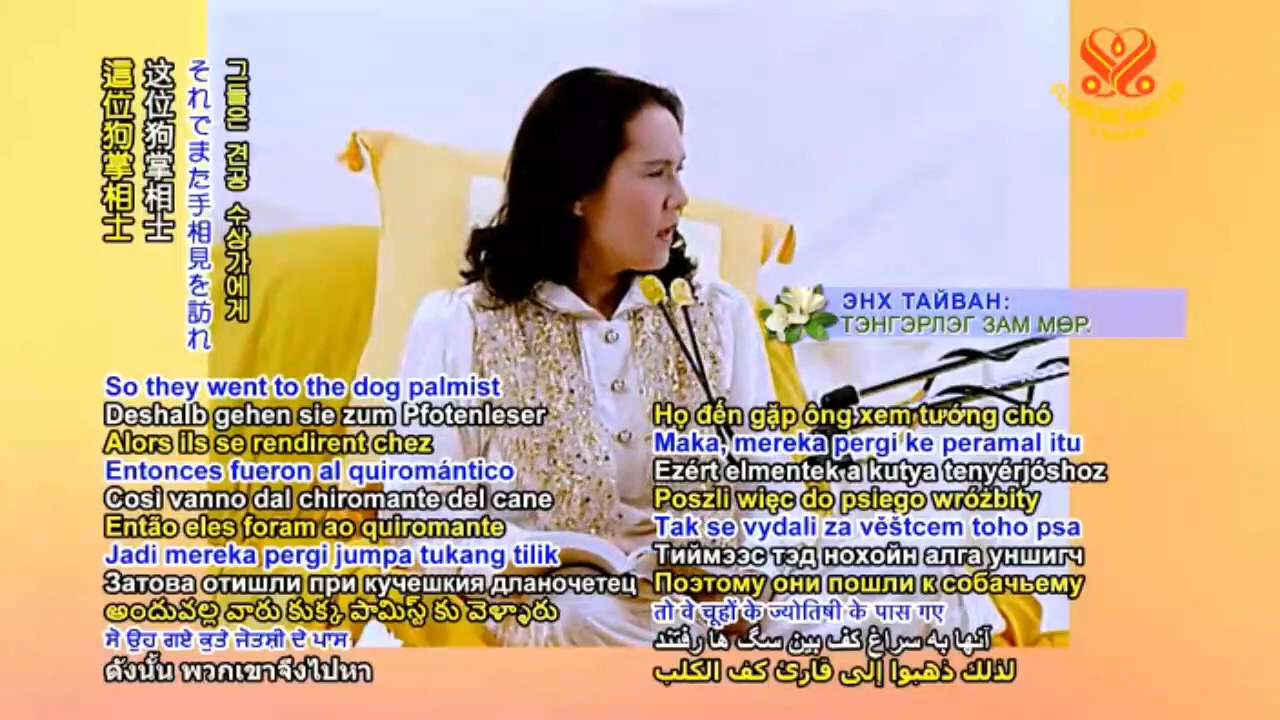 這位狗掌相士
这位狗掌相士
それでまた手相見を訪れ
그들은 견공 수상가에게
ЭНХ ТАЙВАН:
ТЭНГЭРЛЭГ ЗАМ МӨР.
So they went to the dog palmist
Deshalb gehen sie zum Pfotenleser
Alors ils se rendirent chez
Entonces fueron al quiromántico
Così vanno dal chiromante del cane
Então eles foram ao quiromante
Jadi mereka pergi jumpa tukang tilik
Затова отишли при кучешкия дланочетец
అందువల్ల వారు కుక్క పామిస్ట్ కు వెళ్ళారు
ਸੋ ਉਹ ਗਏ ਕੁਤੇ ਜੋਤਸ਼ੀ ਦੇ ਪਾਸ
ดังนั้น พวกเขาจึงไปหา
Họ đến gặp ông xem tướng chó
Maka, mereka pergi ke peramal itu
Ezért elmentek a kutya tenyérjóshoz
Poszli więc do psiego wróżbity
Tak se vydali za věštcem toho psa
Тиймээс тэд нохойн алга уншигч
Поэтому они пошли к собачьему
तो वे चूहों के ज्योतिषी के पास गए
آنها به سراغ کف بین سگ ها رفتند
لذلك ذهبوا إلى قارئ كف الكلب